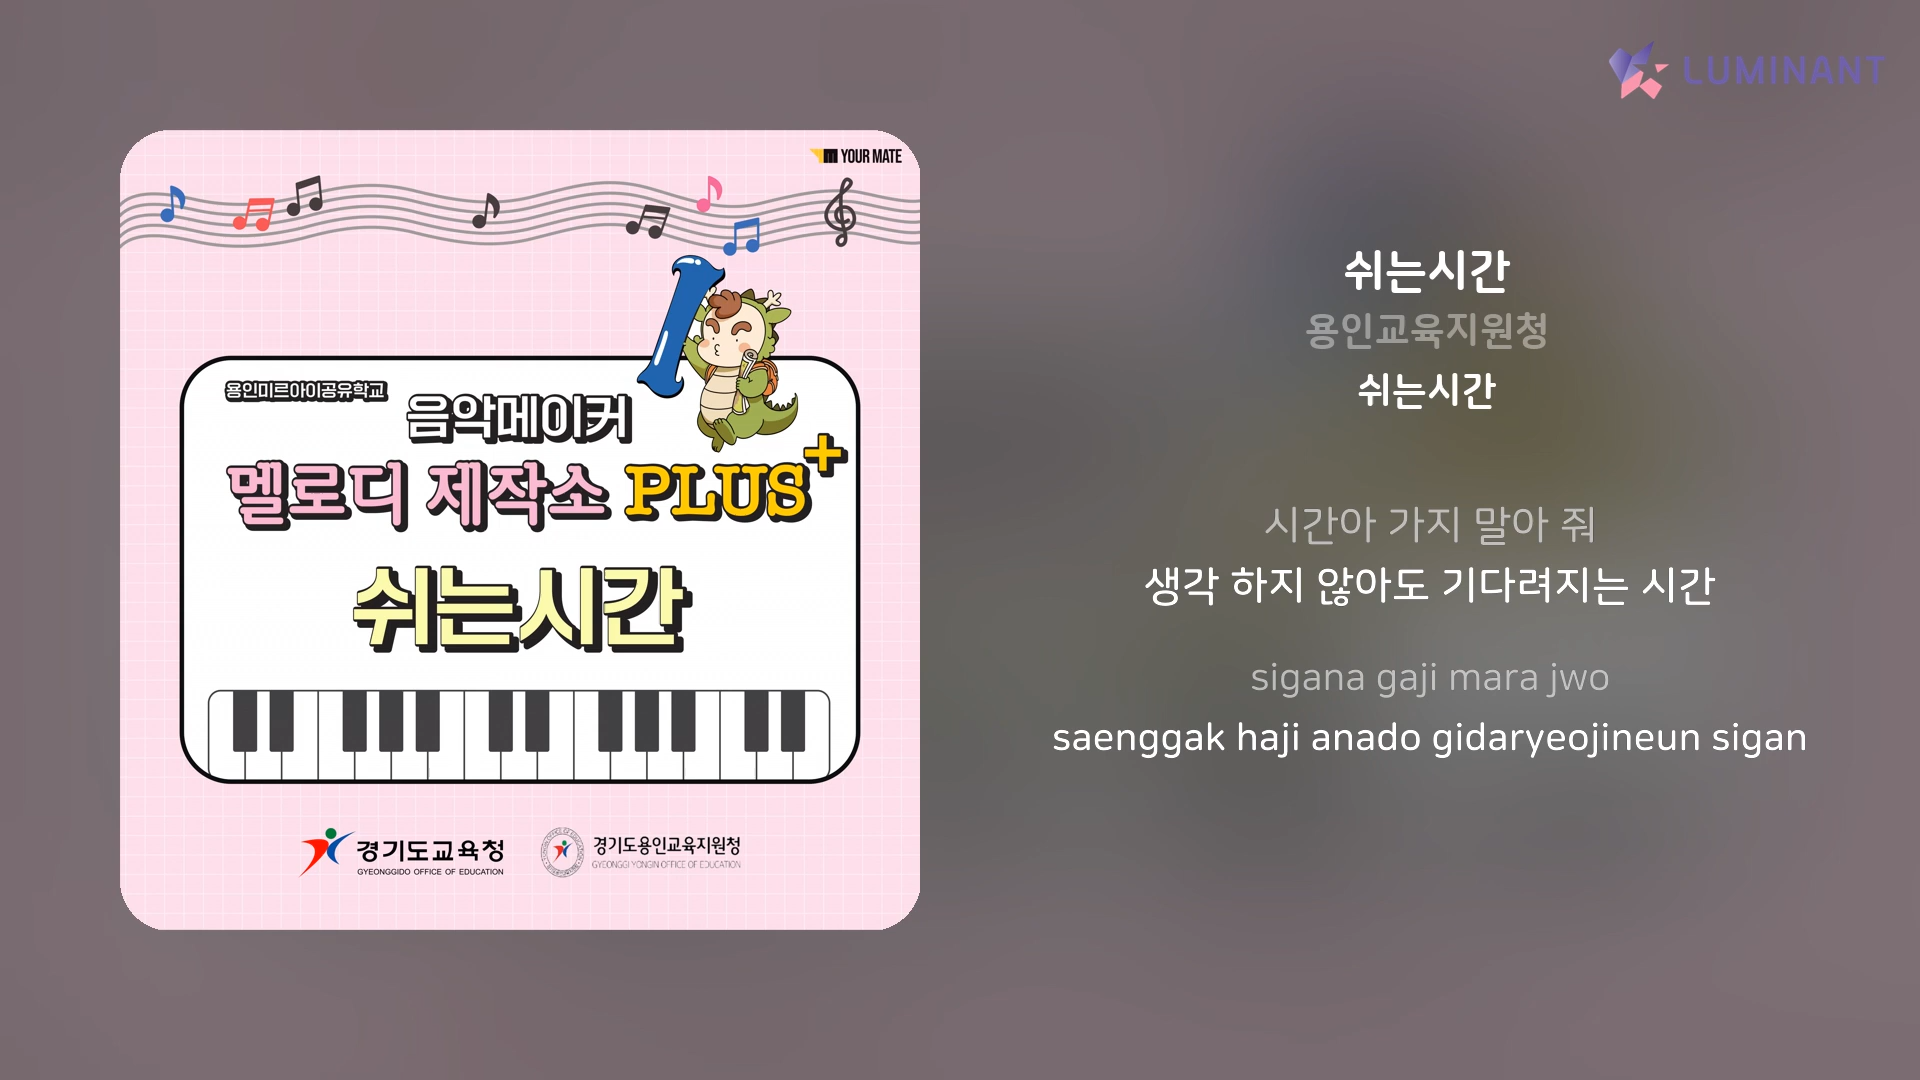 LUMINANT
YOUR MATE
용인미르아이공유학교
음악메이커
멜로디 제작소 PLUS+
쉬는시간
경기도교육청
GYEONGGIDO OFFICE OF EDUCATION
경기도용인교육지원청
GYEONGGI YONGIN OFFICE OF EDUCATION
쉬는시간
용인교육지원청
쉬는시간
시간아 가지 말아 줘
생각 하지 않아도 기다려지는 시간
sigana gaji mara jwo
saenggak haji anado gidaryeojineun sigan